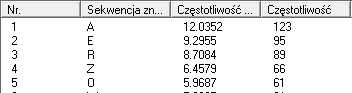 Nr. Sekwencja zn... Częstotliwość ... Częstotliwość
1 A 12.0352 123
2 E 9.2955 95
3 R 8.7084 89
4 Z 6.4579 66
5 O 5.9687 61